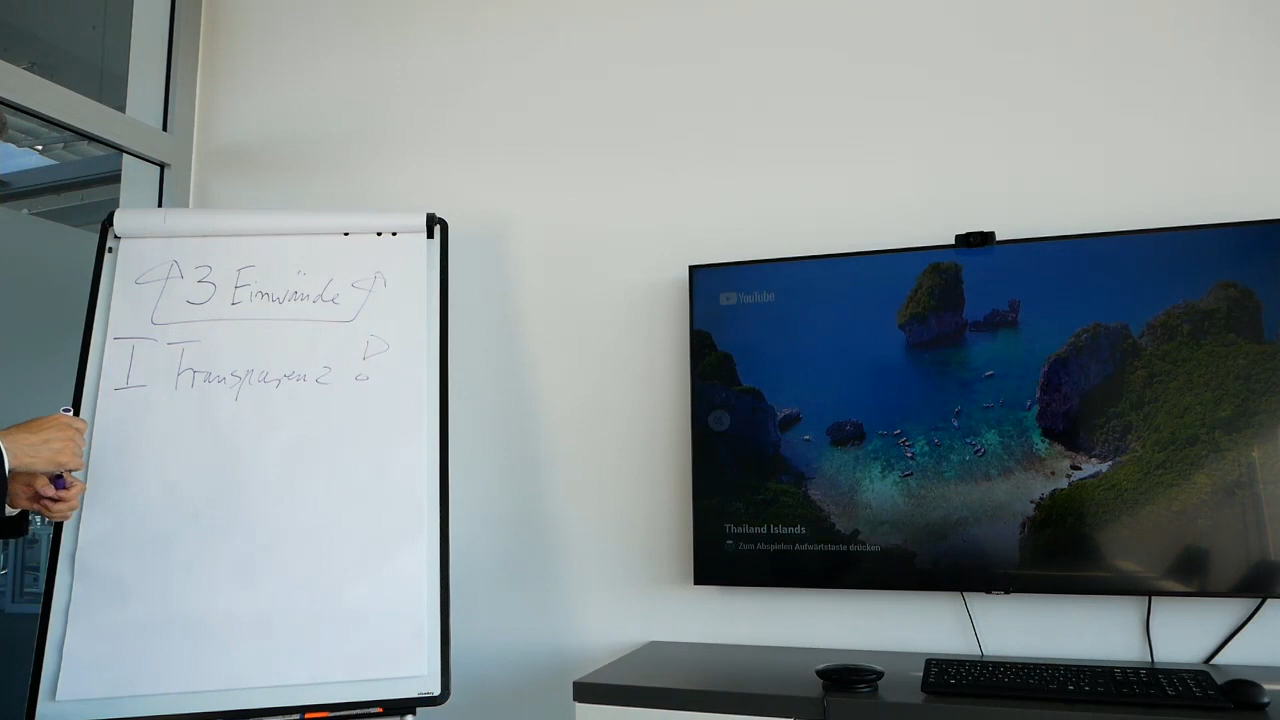 3 Einwände
I Transparenz !
YouTube
Thailand Islands
Zum Abspielen Aufwärtstaste drücken